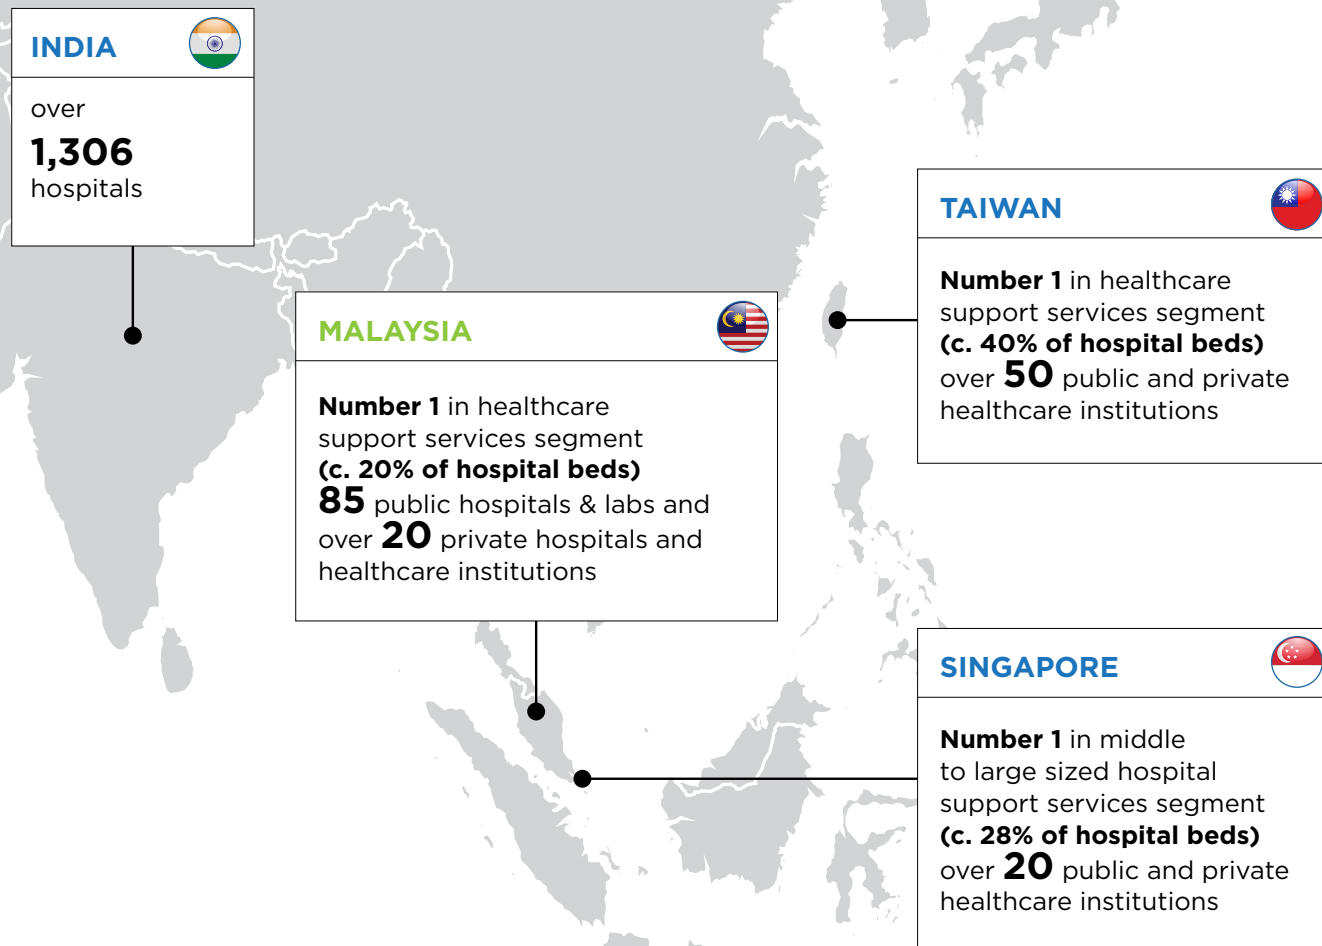 INDIA
over
1,306
hospitals
MALAYSIA
Number 1 in healthcare
support services segment
(c. 20% of hospital beds)
85 public hospitals & labs and
over 20 private hospitals and
healthcare institutions
TAIWAN
Number 1 in healthcare
support services segment
(c. 40% of hospital beds)
over 50 public and private
healthcare institutions
SINGAPORE
Number 1 in middle
to large sized hospital
support services segment
(c. 28% of hospital beds)
over 20 public and private
healthcare institutions